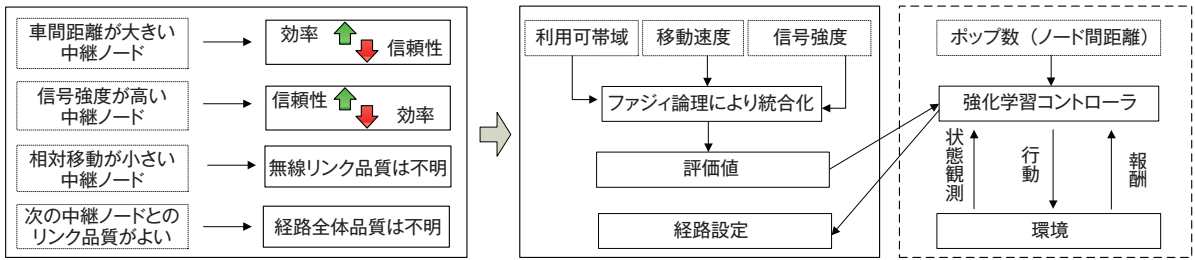 車間距離が大きい
中継ノード
効率
信頼性
信号強度が高い
中継ノード
信頼性
効率
相対移動が小さい
中継ノード
無線リンク品質は不明
次の中継ノードとの
リンク品質がよい
経路全体品質は不明
利用可帯域
移動速度
信号強度
ファジィ論理により統合化
評価値
経路設定
ポップ数（ノード間距離）
強化学習コントローラ
状態観測
行動
報酬
環境